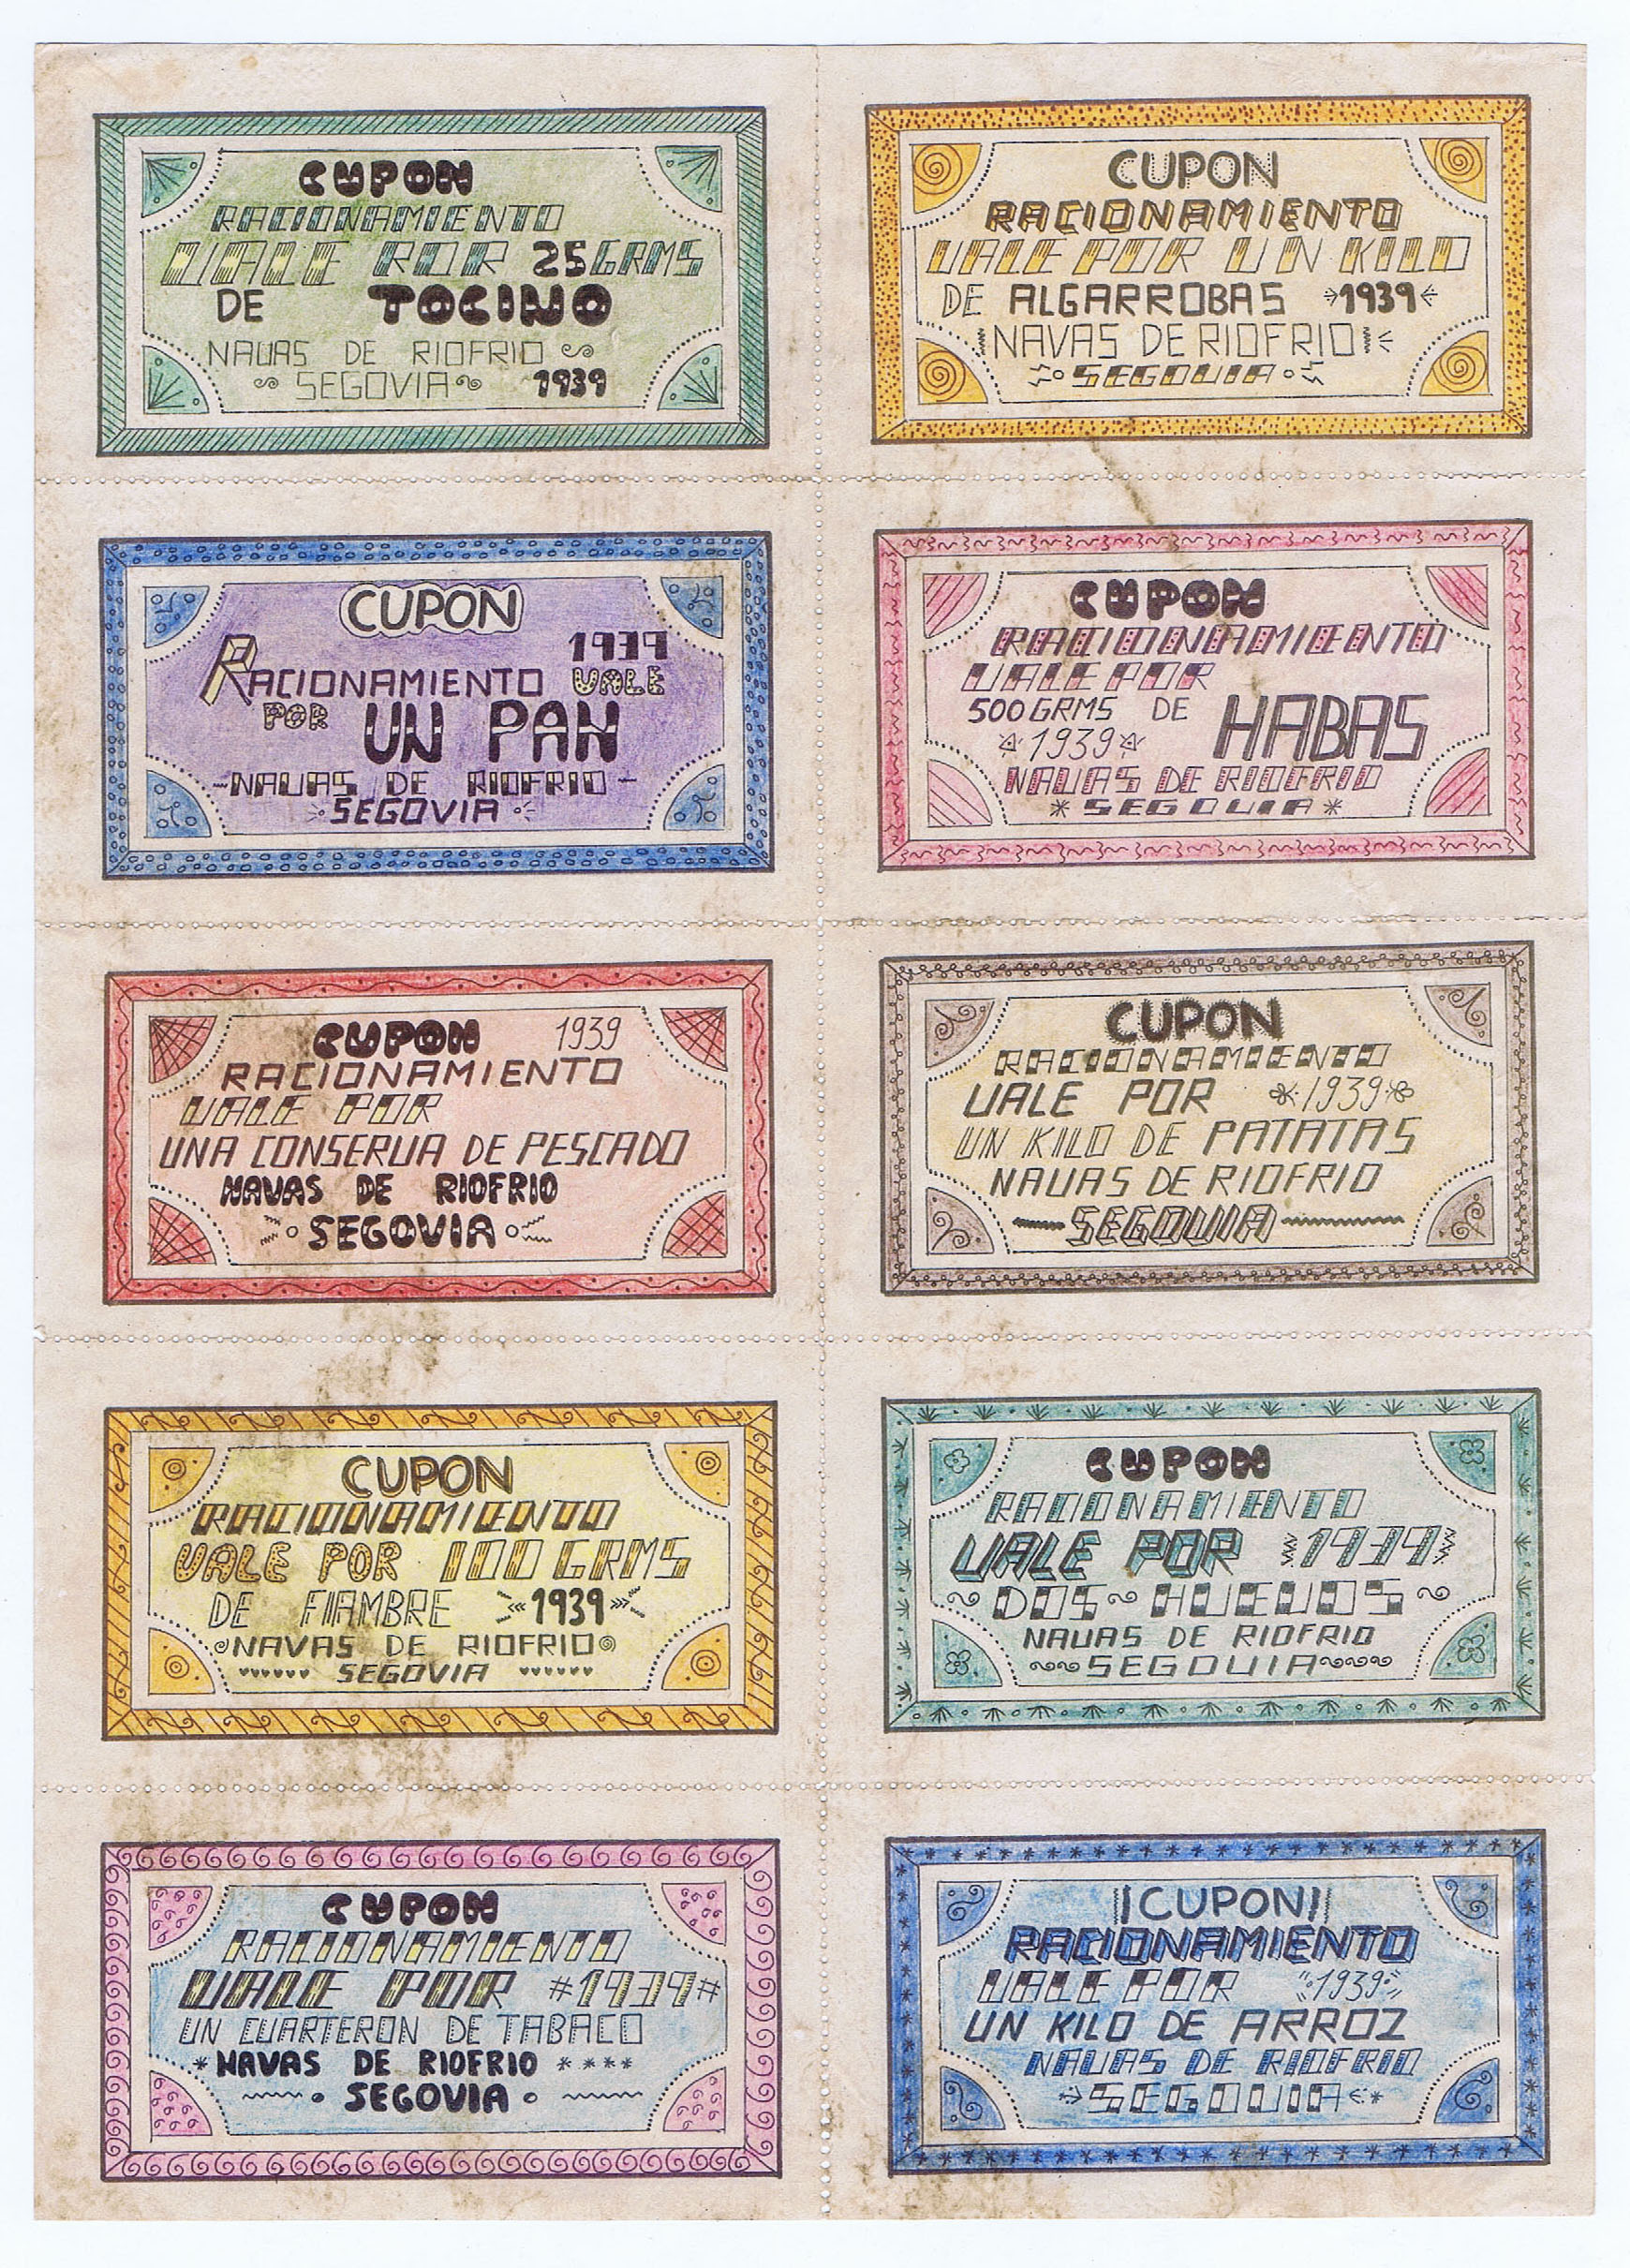 CUPON
RACIONAMIENTO
VALE POR 25 GRMS
DE TOCINO
NAVAS DE RIOFRIO
SEGOVIA 1939
CUPON
RACIONAMIENTO
VALE POR UN KILO
DE ALGARROBAS 1939
NAVAS DE RIOFRIO
SEGOVIA
CUPON
1939
RACIONAMIENTO VALE
POR UN PAN
NAVAS DE RIOFRIO
SEGOVIA
CUPON
RACIONAMIENTO
VALE POR
500 GRMS DE HABAS
1939
NAVAS DE RIOFRIO
SEGOVIA
CUPON 1939
RACIONAMIENTO
VALE POR
UNA CONSERVA DE PESCADO
NAVAS DE RIOFRIO
SEGOVIA
CUPON
RACIONAMIENTO
VALE POR 1939
UN KILO DE PATATAS
NAVAS DE RIOFRIO
SEGOVIA
CUPON
RACIONAMIENTO
VALE POR 100 GRMS
DE FIAMBRE 1939
NAVAS DE RIOFRIO
SEGOVIA
CUPON
RACIONAMIENTO
VALE POR 1939
DOS HUEVOS
NAVAS DE RIOFRIO
SEGOVIA
CUPON
RACIONAMIENTO
VALE POR #1939#
UN CUARTERON DE TABACO
*NAVAS DE RIOFRIO ****
SEGOVIA
CUPON
RACIONAMIENTO
VALE POR 1939
UN KILO DE ARROZ
NAVAS DE RIOFRIO
SEGOVIA